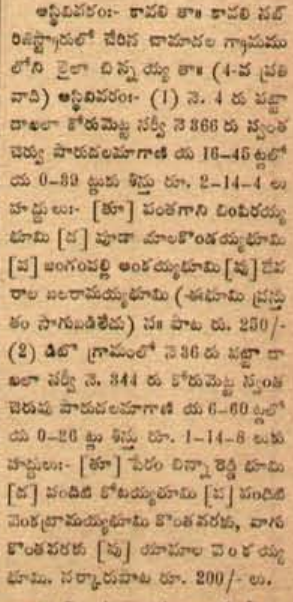 ఆస్థివివరం:- కావలి తా॥ కావలి సబ్
రిజిస్ట్రారులో చేరిన చామాదల గ్రామము
లోని రైలా చిన్నయ్య తా॥ (4-వ ప్రతి
వాది) ఆస్థివివరం:- (1) నె. 4 రు పట్టా
దాఖలా కోరుమెట్ట సర్వీ నె 366 రు స్వంత
చెర్వు పారుదలమాగాణి య 16-45 ట్లలో
య 0-39 ట్లుకు శిస్తు రూ. 2-14-4 లు
హద్దులు:- [తూ] పంతగాని చింపిరయ్య
భూమి [ద] పూడా మాలకొండయ్యభూమి
[ప] జంగంపల్లి అంకయ్యభూమి [వు] దేవ
రాల బలరామయ్యభూమి (-ఈభూమి ప్రస్తు
తం సాగుబడిలేదు) స॥ పాట రు. 250/-
(2) డిటొ గ్రామంలో నె 36 రు పట్టా దా
ఖలా సర్వీ నె. 344 రు కోరుమెట్ట స్వంత
చెరువు పారుదలమాగాణి య 6-60 ట్లలో
య 0-26 ట్లు శిస్తు రూ. 1-14-8 లుకు
హద్దులు:- [తూ] పేరం చిన్నారెడ్డి భూమి
[ద] పందిటి కోటయ్యభూమి [ప] పందిటి
వెంకట్రామయ్యభూమి కొంతవరకు, వాగు
కొంతవరకు [వు] యామాల వెంకయ్య
భూమి. సర్కారుపాట రూ. 200/- లు.